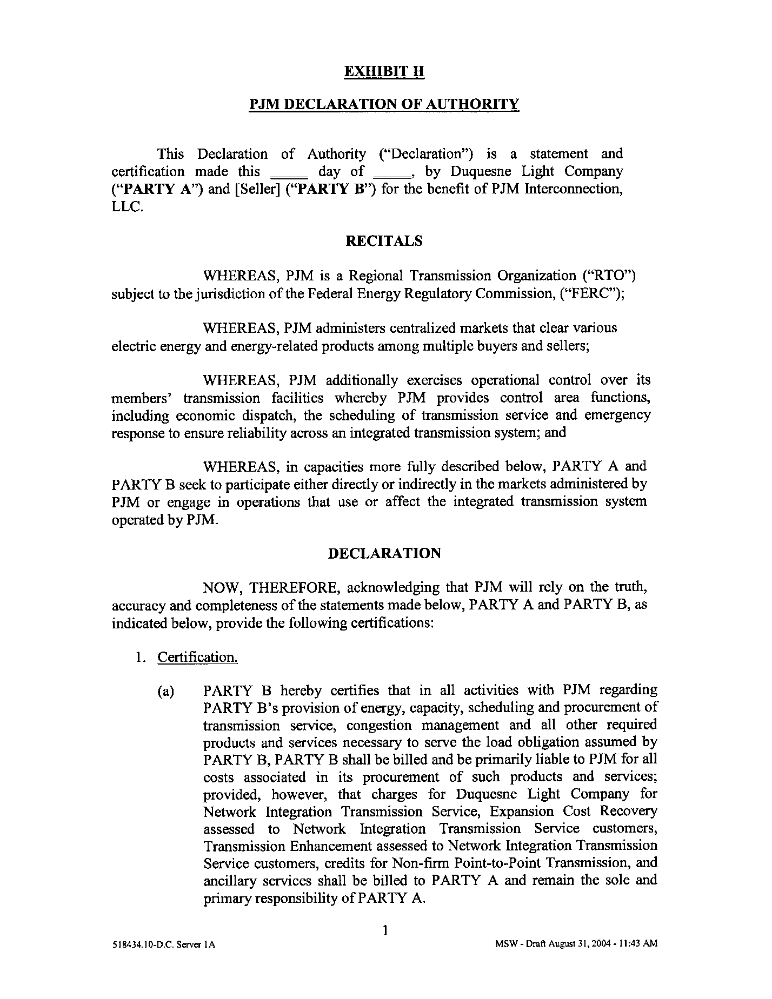 EXHIBIT H
PJM DECLARATION OF AUTHORITY
This Declaration of Authority (“Declaration”) is a statement and
certification made this _____ day of _____, by Duquesne Light Company
(“PARTY A”) and [Seller] (“PARTY B”) for the benefit of PJM Interconnection,
LLC.
RECITALS
WHEREAS, PJM is a Regional Transmission Organization (“RTO”)
subject to the jurisdiction of the Federal Energy Regulatory Commission, (“FERC”);
WHEREAS, PJM administers centralized markets that clear various
electric energy and energy-related products among multiple buyers and sellers;
WHEREAS, PJM additionally exercises operational control over its
members’ transmission facilities whereby PJM provides control area functions,
including economic dispatch, the scheduling of transmission service and emergency
response to ensure reliability across an integrated transmission system; and
WHEREAS, in capacities more fully described below, PARTY A and
PARTY B seek to participate either directly or indirectly in the markets administered by
PJM or engage in operations that use or affect the integrated transmission system
operated by PJM.
DECLARATION
NOW, THEREFORE, acknowledging that PJM will rely on the truth,
accuracy and completeness of the statements made below, PARTY A and PARTY B, as
indicated below, provide the following certifications:
1. Certification.
(a) PARTY B hereby certifies that in all activities with PJM regarding
PARTY B’s provision of energy, capacity, scheduling and procurement of
transmission service, congestion management and all other required
products and services necessary to serve the load obligation assumed by
PARTY B, PARTY B shall be billed and be primarily liable to PJM for all
costs associated in its procurement of such products and services;
provided, however, that charges for Duquesne Light Company for
Network Integration Transmission Service, Expansion Cost Recovery
assessed to Network Integration Transmission Service customers,
Transmission Enhancement assessed to Network Integration Transmission
Service customers, credits for Non-firm Point-to-Point Transmission, and
ancillary services shall be billed to PARTY A and remain the sole and
primary responsibility of PARTY A.
1
518434.10-D.C. Server 1A MSW - Draft August 31, 2004 - 11:43 AM